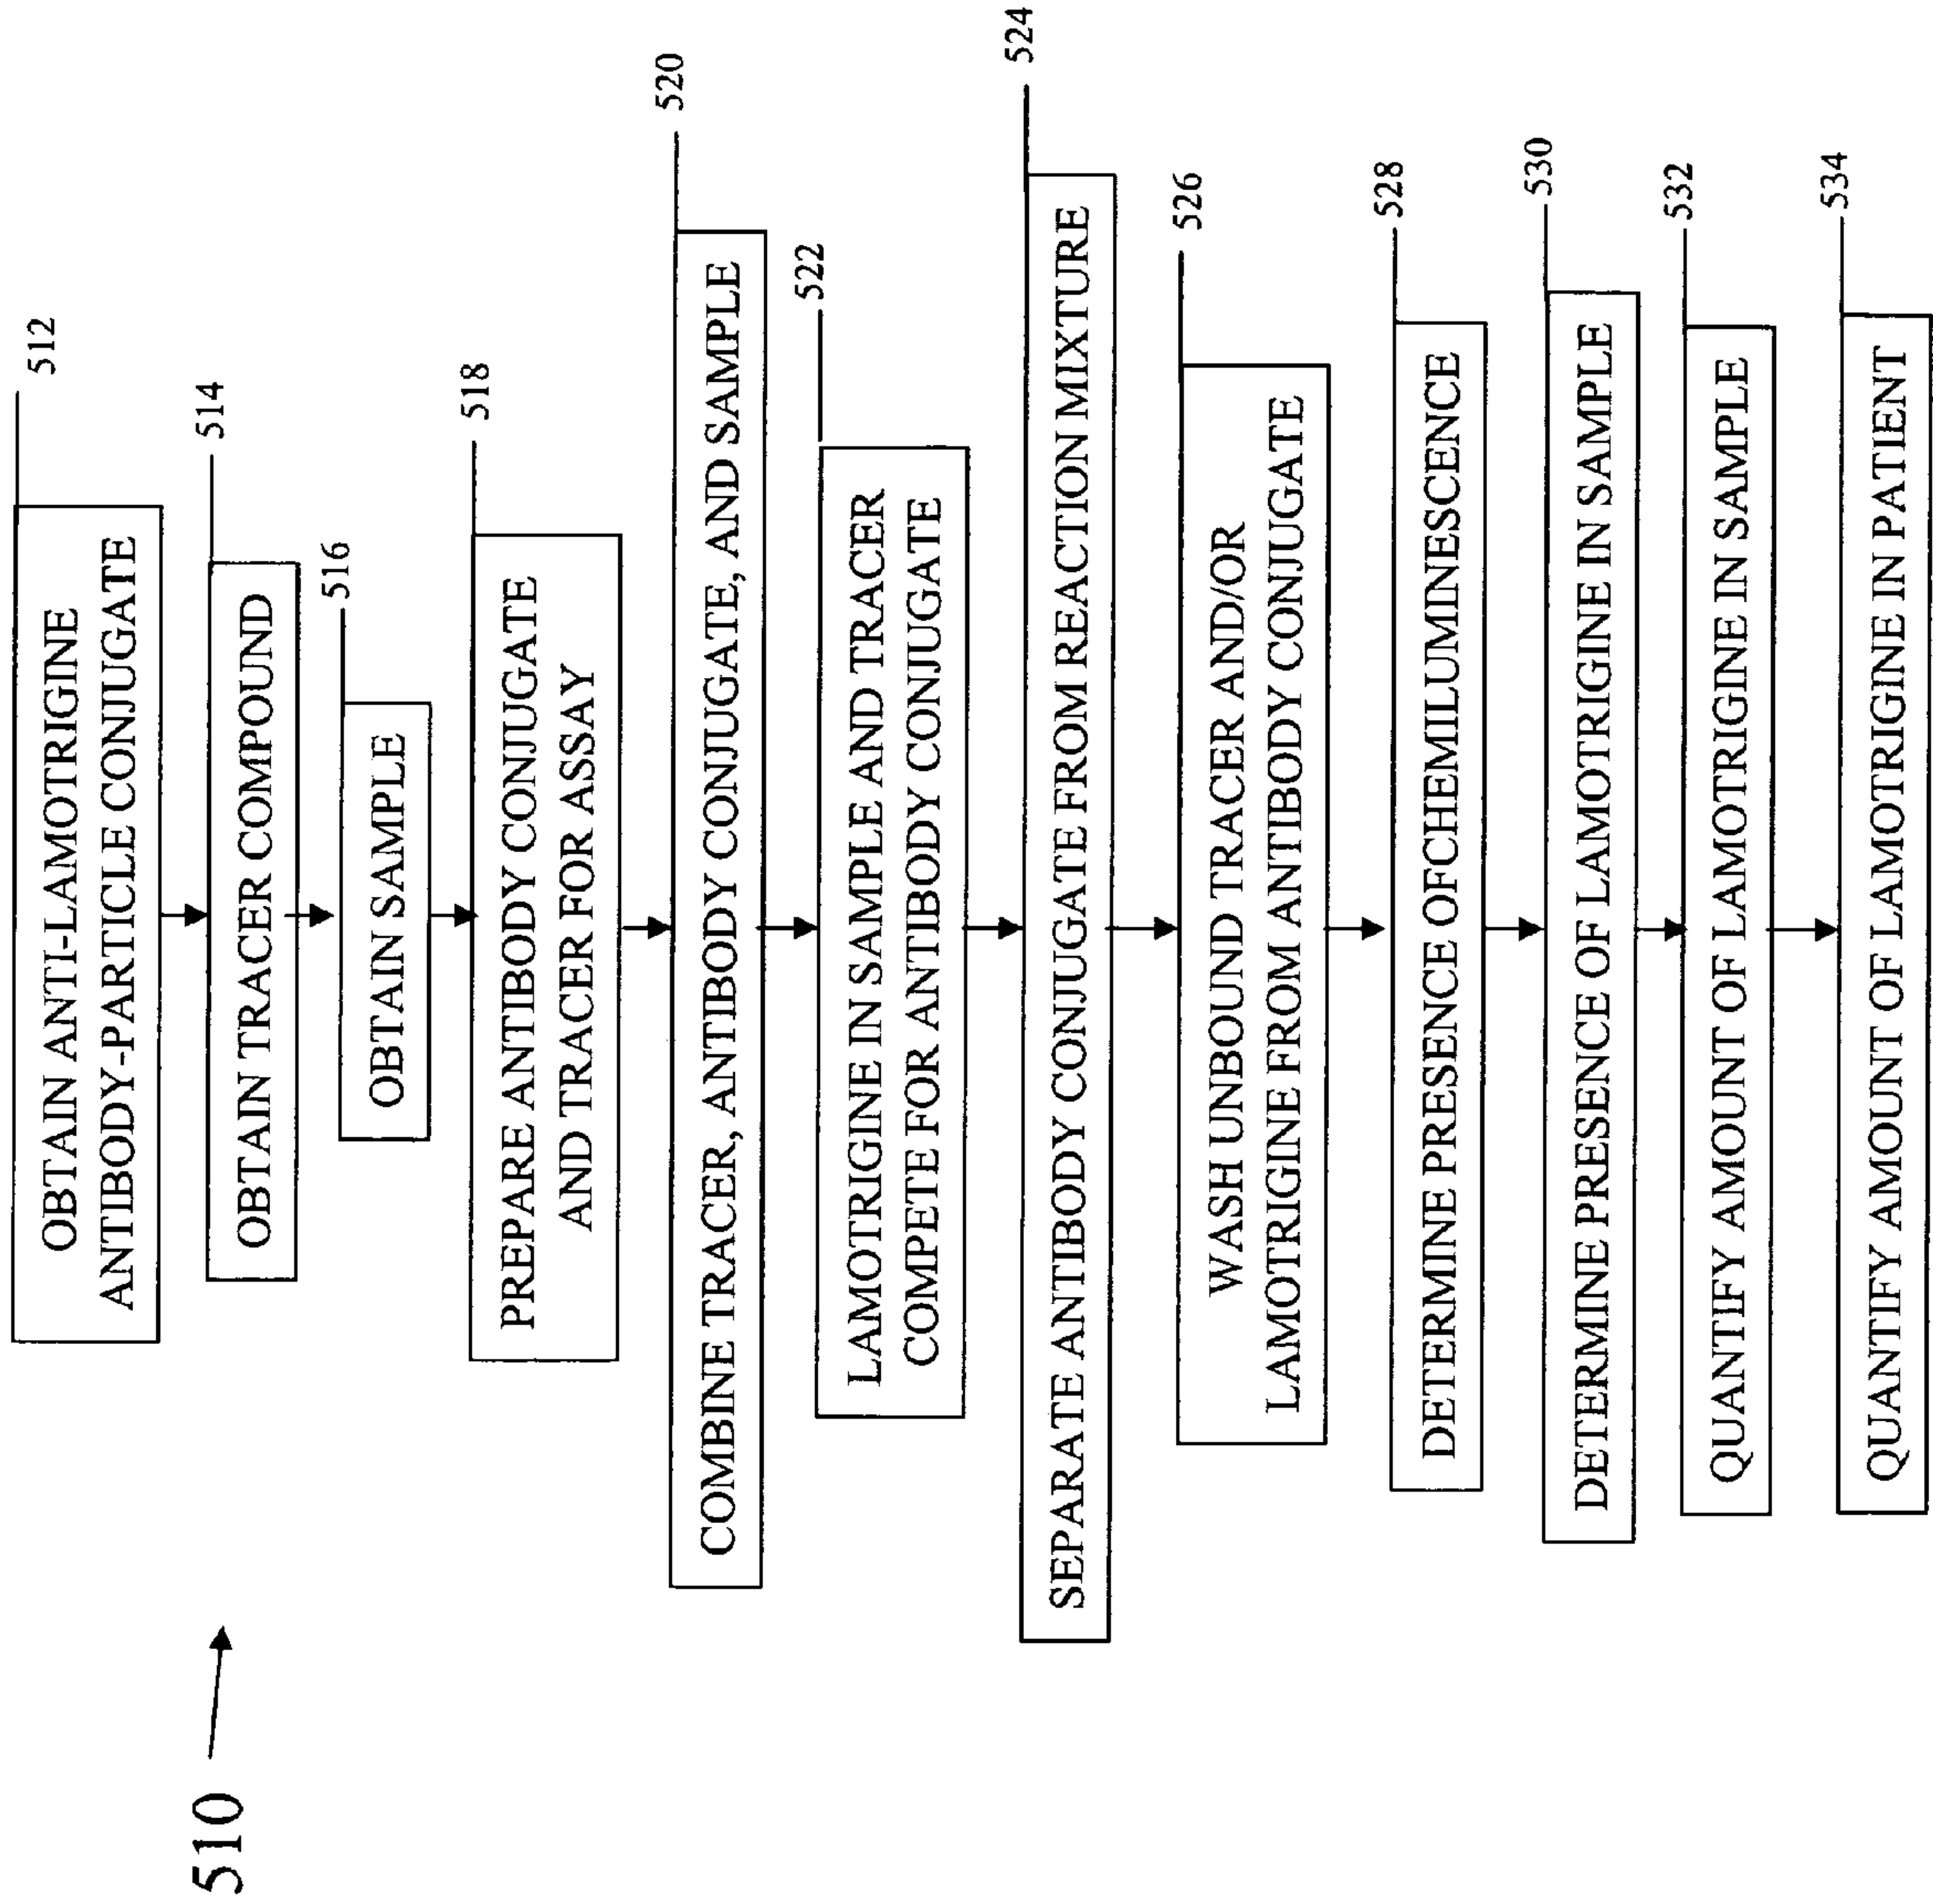 510
512
OBTAIN ANTI-LAMOTRIGINE
ANTIBODY-PARTICLE CONJUGATE
514
OBTAIN TRACER COMPOUND
516
OBTAIN SAMPLE
518
PREPARE ANTIBODY CONJUGATE
AND TRACER FOR ASSAY
520
COMBINE TRACER, ANTIBODY CONJUGATE, AND SAMPLE
522
LAMOTRIGINE IN SAMPLE AND TRACER
COMPETE FOR ANTIBODY CONJUGATE
524
SEPARATE ANTIBODY CONJUGATE FROM REACTION MIXTURE
526
WASH UNBOUND TRACER AND/OR
LAMOTRIGINE FROM ANTIBODY CONJUGATE
528
DETERMINE PRESENCE OFCHEMILUMINESCENCE
530
DETERMINE PRESENCE OF LAMOTRIGINE IN SAMPLE
532
QUANTIFY AMOUNT OF LAMOTRIGINE IN SAMPLE
534
QUANTIFY AMOUNT OF LAMOTRIGINE IN PATIENT